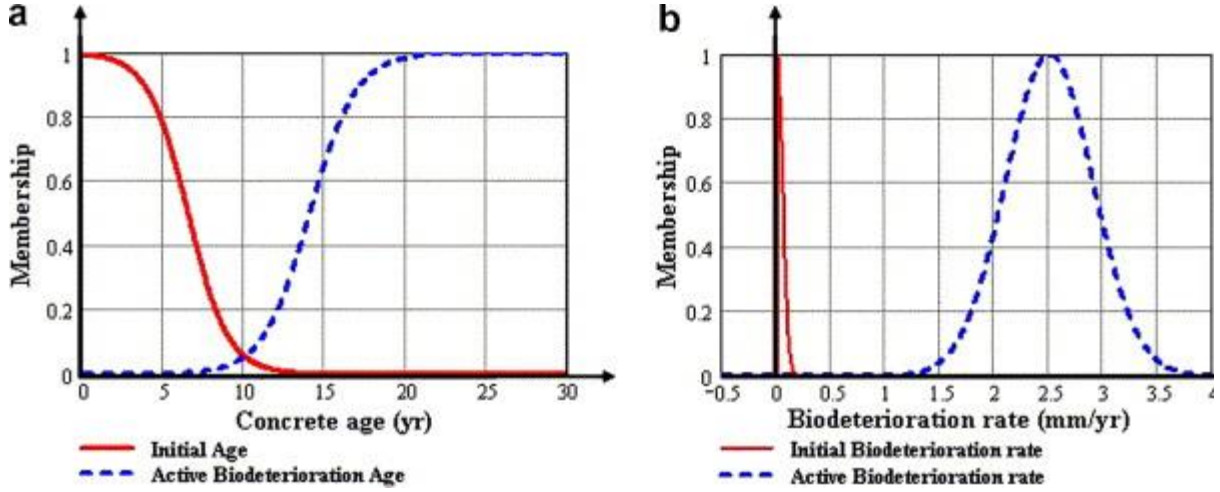 a
Membership
1
0.8
0.6
0.4
0.2
0
0 5 10 15 20 25 30
Concrete age (yr)
Initial Age
Active Biodeterioration Age
b
Membership
1
0.8
0.6
0.4
0.2
0
-0.5 0 0.5 1 1.5 2 2.5 3 3.5 4
Biodeterioration rate (mm/yr)
Initial Biodeterioration rate
Active Biodeterioration rate